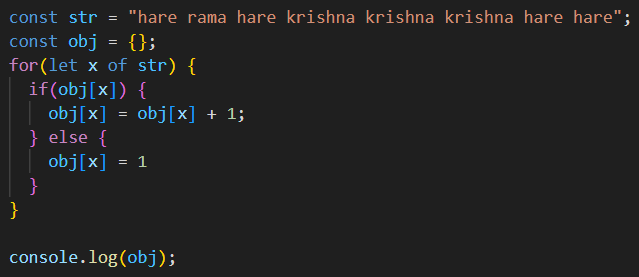 const str = "hare rama hare krishna krishna krishna hare hare";
const obj = {};
for(let x of str) {
  if(obj[x]) {
    obj[x] = obj[x] + 1;
  } else {
    obj[x] = 1
  }
}

console.log(obj);